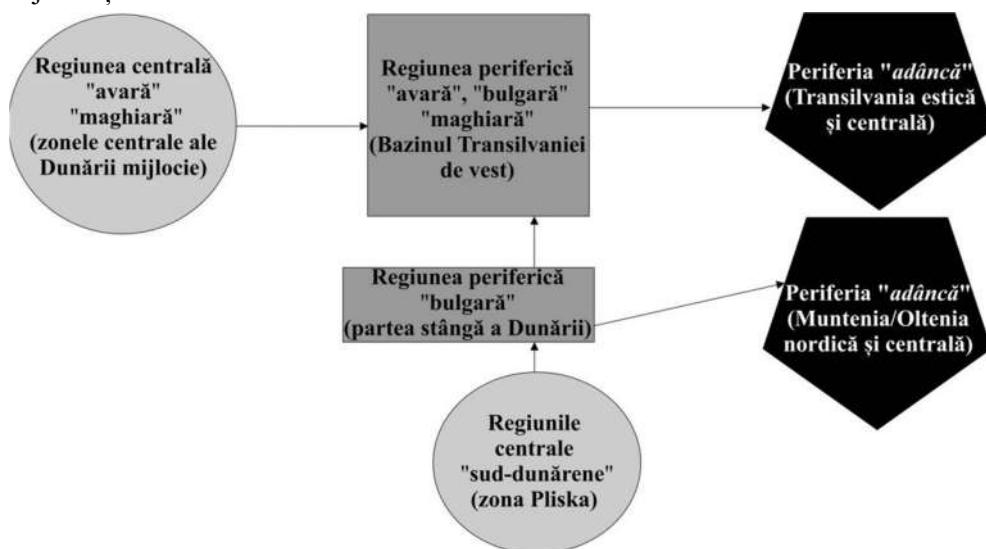 Regiunea centrală
"avară"
"maghiară"
(zonele centrale ale
Dunării mijlocie)
Regiunea periferică
"avară", "bulgară"
"maghiară"
(Bazinul Transilvaniei
de vest)
Periferia "adâncă"
(Transilvania estică
și centrală)
Regiunea periferică
"bulgară"
(partea stângă a Dunării)
Periferia "adâncă"
(Muntenia/Oltenia
nordică și centrală)
Regiunile
centrale
"sud-dunărene"
(zona Pliska)